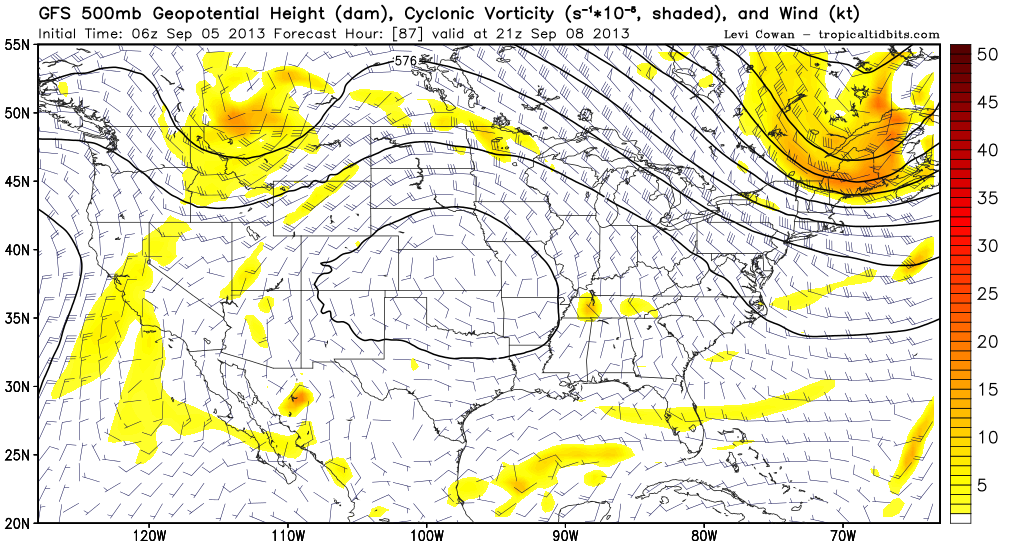 GFS 500mb Geopotential Height (dam), Cyclonic Vorticity (s⁻¹*10⁻⁵, shaded), and Wind (kt)
Initial Time: 06z Sep 05 2013 Forecast Hour: [87] valid at 21z Sep 08 2013
Levi Cowan – tropicaltidbits.com
55N
50N
45N
40N
35N
30N
25N
20N
576
120W
110W
100W
90W
80W
70W
50
45
40
35
30
25
20
15
10
5